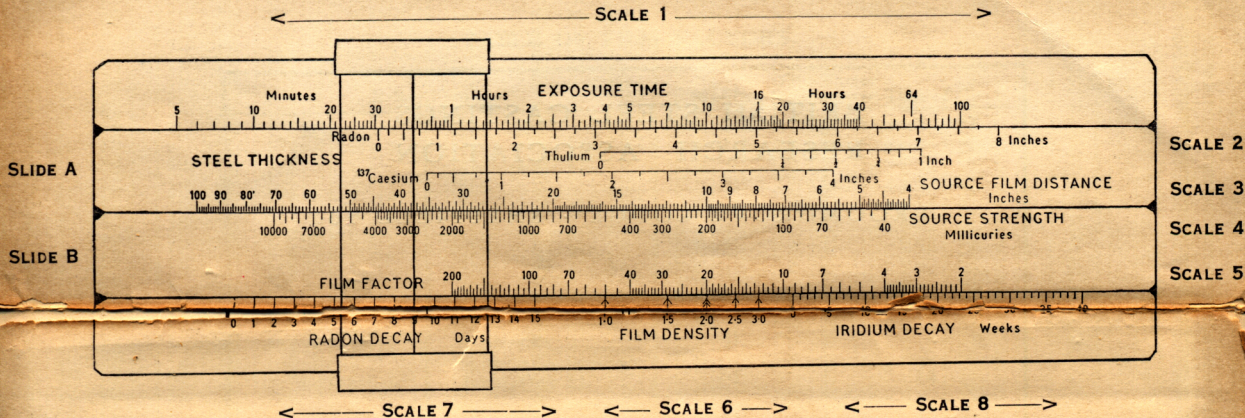 SCALE 1
EXPOSURE TIME
Minutes Hours Hours
5 10 20 30 1 2 3 4 5 7 10 16 20 30 40 64 100
Radon 0 1 2 3 4 5 6 7 8 Inches
SCALE 2
STEEL THICKNESS
Thulium 0 1 Inch
SLIDE A
137 Caesium 0 1 2 3 4 Inches
SOURCE FILM DISTANCE
Inches
SCALE 3
100 90 80 70 60 50 40 30 20 15 10 9 8 7 6 5 4
10000 7000 4000 3000 2000 1000 700 400 300 200 100 70 40
SOURCE STRENGTH
Millicuries
SCALE 4
SLIDE B
FILM FACTOR 200 100 70 40 30 20 10 7 4 3 2
SCALE 5
0 1 2 3 4 5 6 7 8 9 10 11 12 13 14 15 1·0 1·5 2·0 2·5 3·0
RADON DECAY Days
FILM DENSITY
IRIDIUM DECAY Weeks
SCALE 7 SCALE 6 SCALE 8